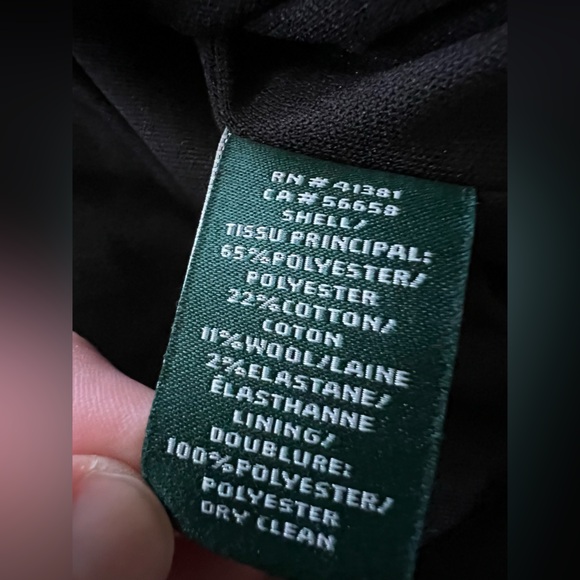 RN # 41381
CA # 56658
SHELL/
TISSU PRINCIPAL:
65%POLYESTER/
POLYESTER
22%COTTON/
COTON
11%WOOL/LAINE
2%ELASTANE/
ÉLASTHANNE
LINING/
DOUBLURE:
100%POLYESTER/
POLYESTER
DRY CLEAN